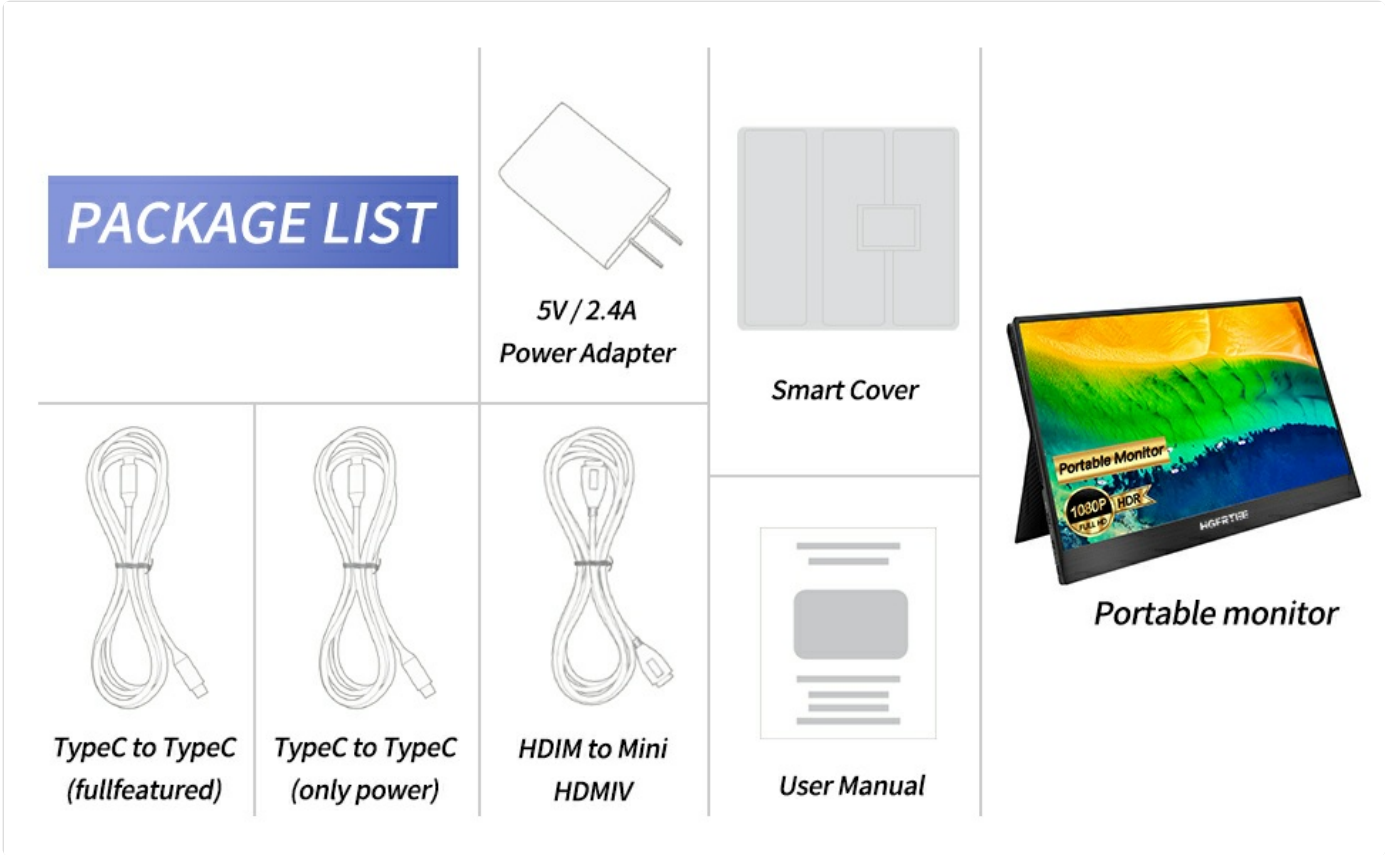 PACKAGE LIST
5V / 2.4A
Power Adapter
Smart Cover
Portable Monitor
1080P
FULL HD
HDR
Portable monitor
TypeC to TypeC
(fullfeatured)
TypeC to TypeC
(only power)
HDIM to Mini
HDMIV
User Manual